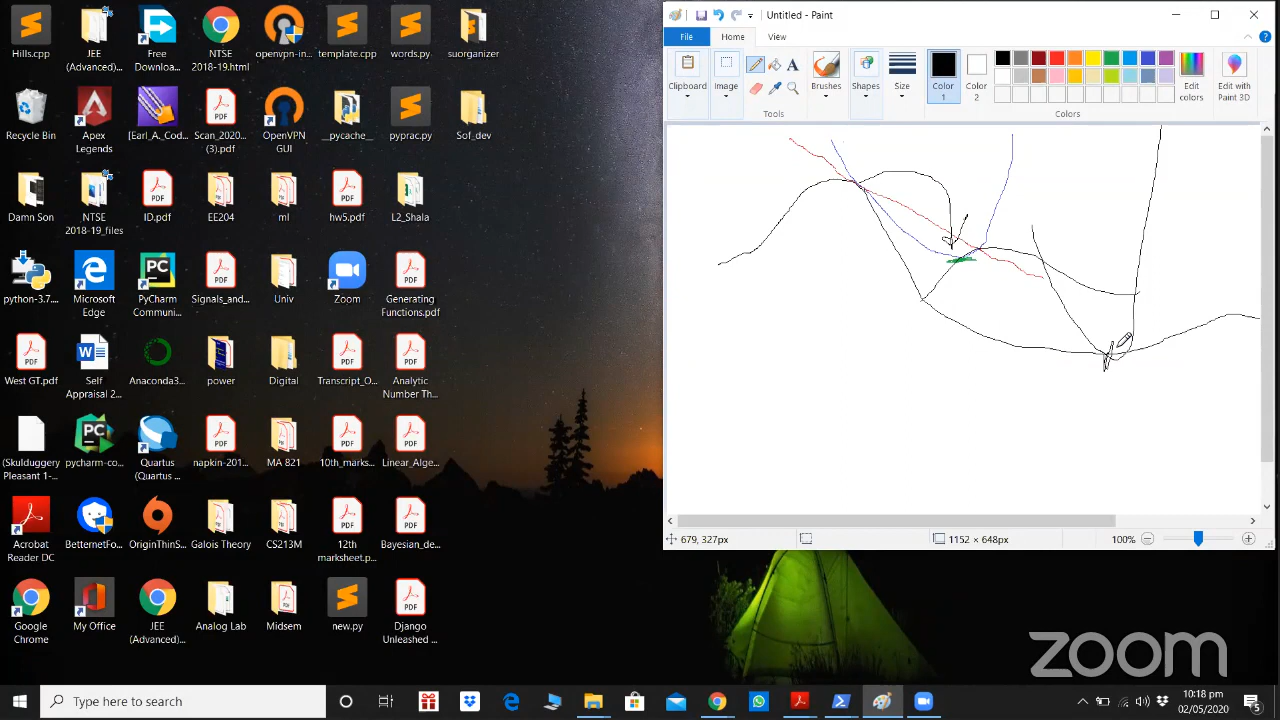 Hills.cpp
JEE (Advanced)...
Free Downloa...
NTSE 2018-19.html
openvpn-in...
template.cpp
words.py
suorganizer
Recycle Bin
Apex Legends
[Earl_A._Cod...
Scan_2020... (3).pdf
OpenVPN GUI
__pycache__
pyprac.py
Sof_dev
Damn Son
NTSE 2018-19_files
ID.pdf
EE204
ml
hw5.pdf
L2_Shala
python-3.7....
Microsoft Edge
PyCharm Communi...
Signals_and...
Univ
Zoom
Generating Functions.pdf
West GT.pdf
Self Appraisal 2...
Anaconda3...
power
Digital
Transcript_O...
Analytic Number Th...
(Skulduggery Pleasant 1-...
pycharm-co...
Quartus (Quartus ...
napkin-201...
MA 821
10th_marks...
Linear_Alge...
Acrobat Reader DC
BetternetFo...
OriginThinS...
Galois Theory
CS213M
12th marksheet.p...
Bayesian_de...
Google Chrome
My Office
JEE (Advanced)...
Analog Lab
Midsem
new.py
Django Unleashed ...
Untitled - Paint
File
Home
View
Clipboard
Image
Tools
Brushes
Shapes
Size
Color 1
Color 2
Edit colors
Edit with Paint 3D
Colors
679, 327px
1152 × 648px
100%
zoom
Type here to search
10:18 pm
02/05/2020
5